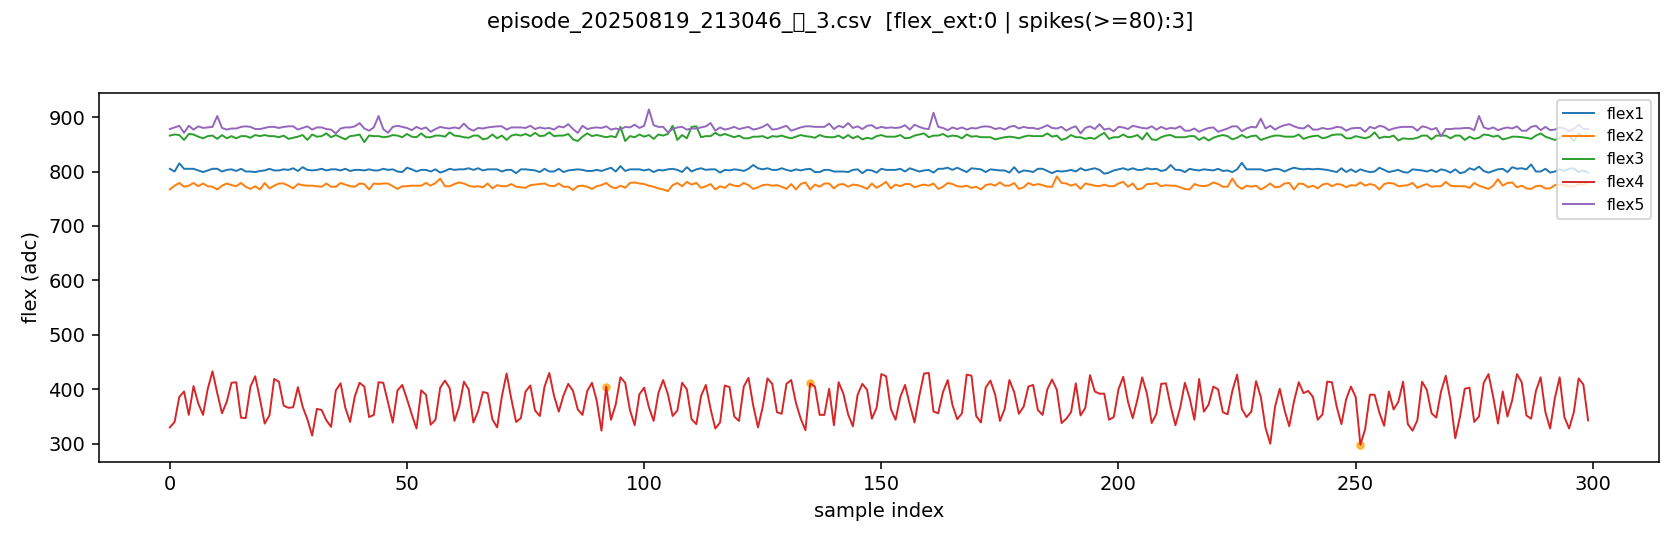 episode_20250819_213046_▯_3.csv [flex_ext:0 | spikes(>=80):3]
flex (adc)
900
800
700
600
500
400
300
flex1
flex2
flex3
flex4
flex5
0
50
100
150
200
250
300
sample index